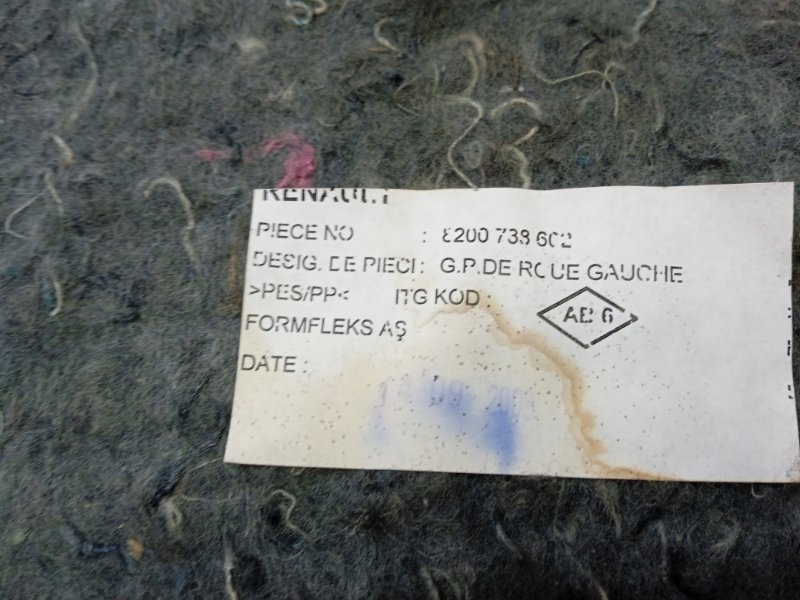 RENAULT
PIECE NO : 8200 738 602
DESIG. DE PIECE : G.P.DE ROUE GAUCHE
>PES/PP< ITG KOD : AB 6
FORMFLEKS AŞ
DATE :